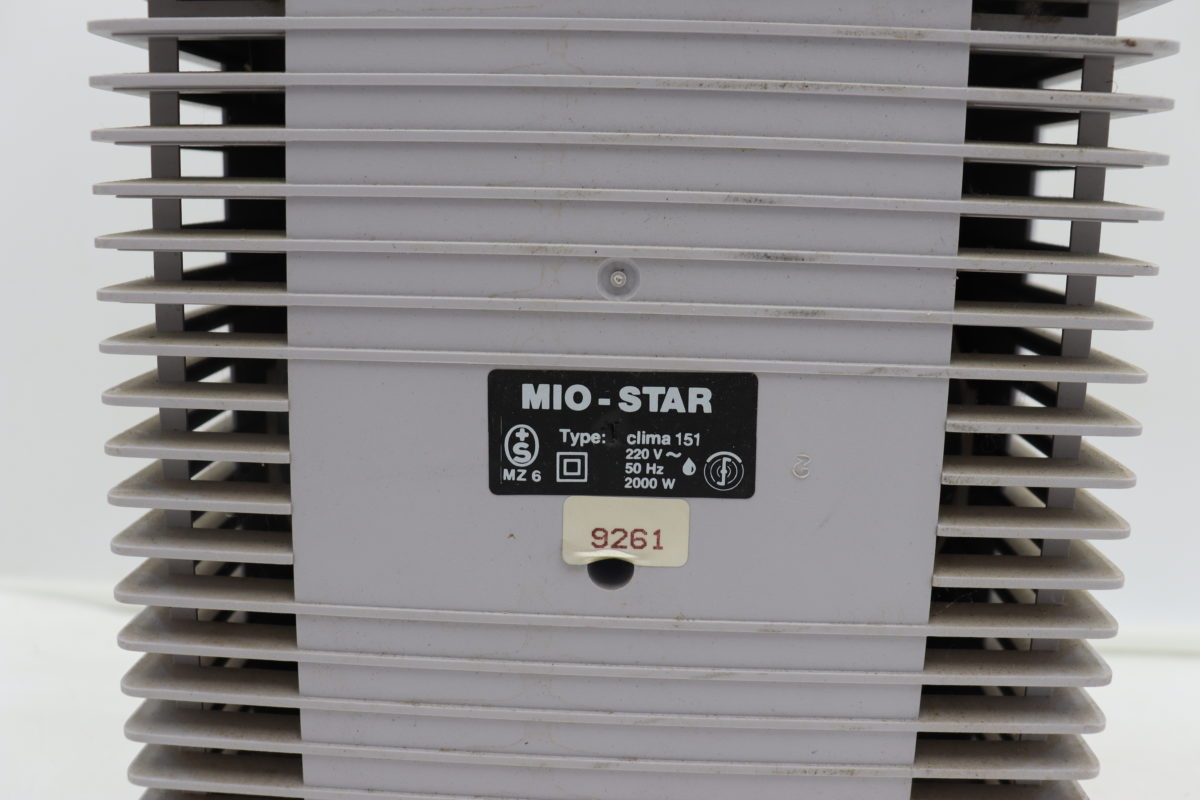 MIO-STAR
Type: clima 151
220 V ~
50 Hz
2000 W
+S
MZ 6
9261